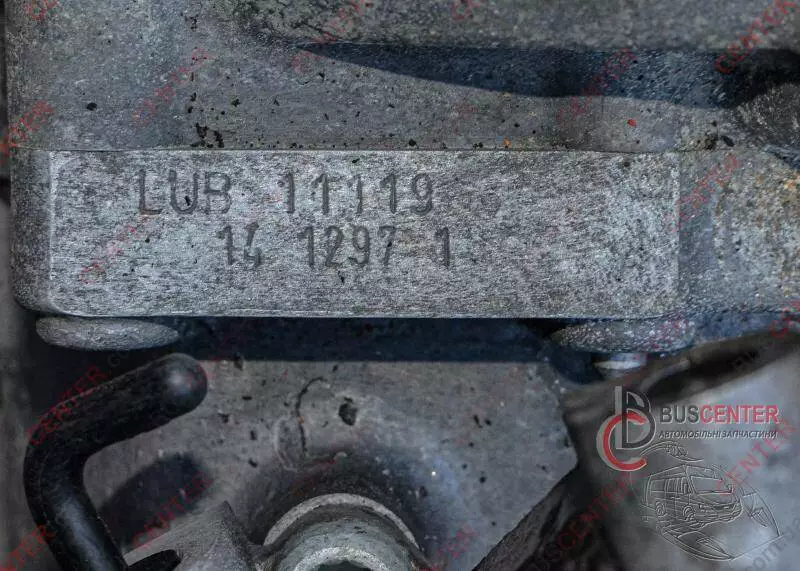 LUB 11119
14 1297 1
BUSCENTER
АВТОМОБІЛЬНІ ЗАПЧАСТИНИ